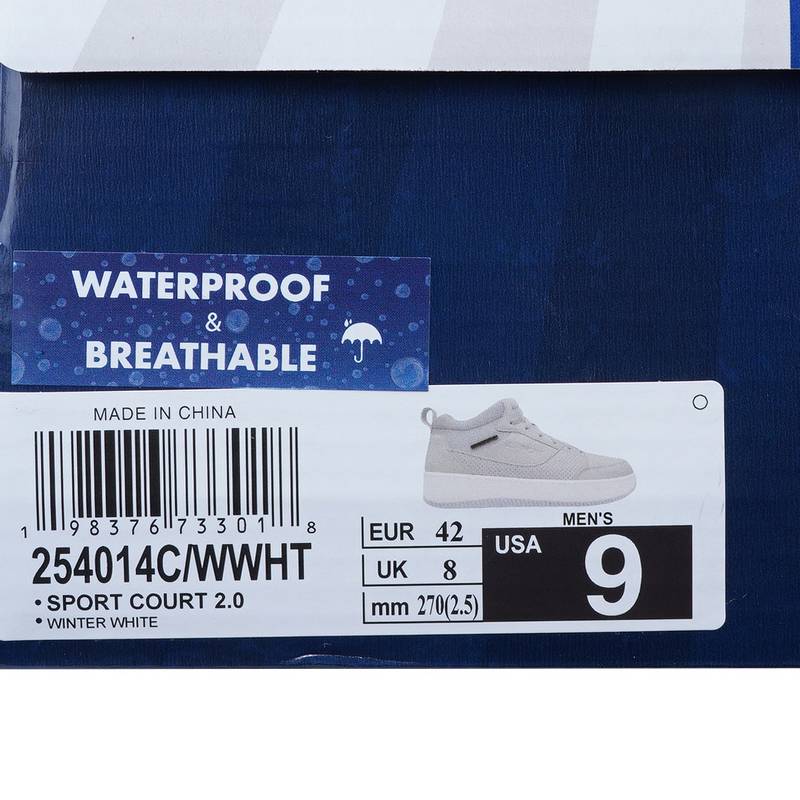 WATERPROOF
&
BREATHABLE
MADE IN CHINA
1 98376 73301 8
254014C/WWHT
• SPORT COURT 2.0
• WINTER WHITE
EUR 42
UK 8
mm 270(2.5)
MEN'S
USA 9